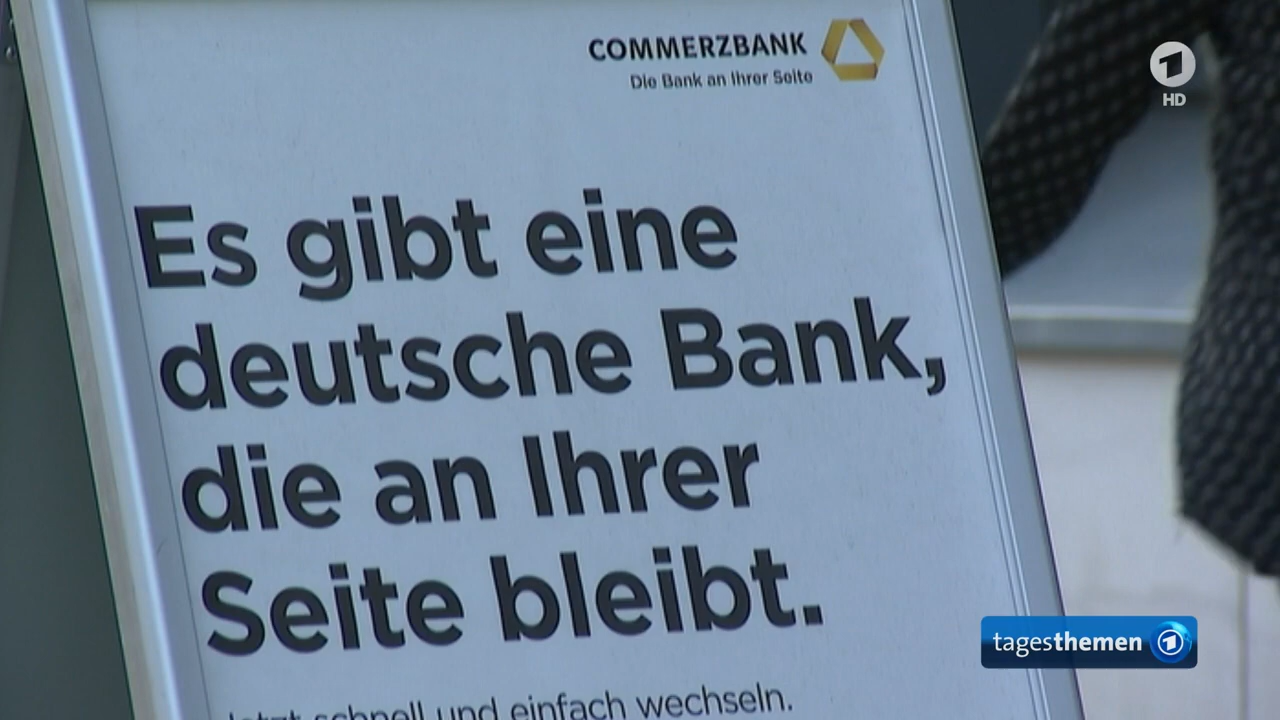 COMMERZBANK
Die Bank an Ihrer Seite
1
HD
Es gibt eine
deutsche Bank,
die an Ihrer
Seite bleibt.
schnell und einfach wechseln.
tagesthemen 1